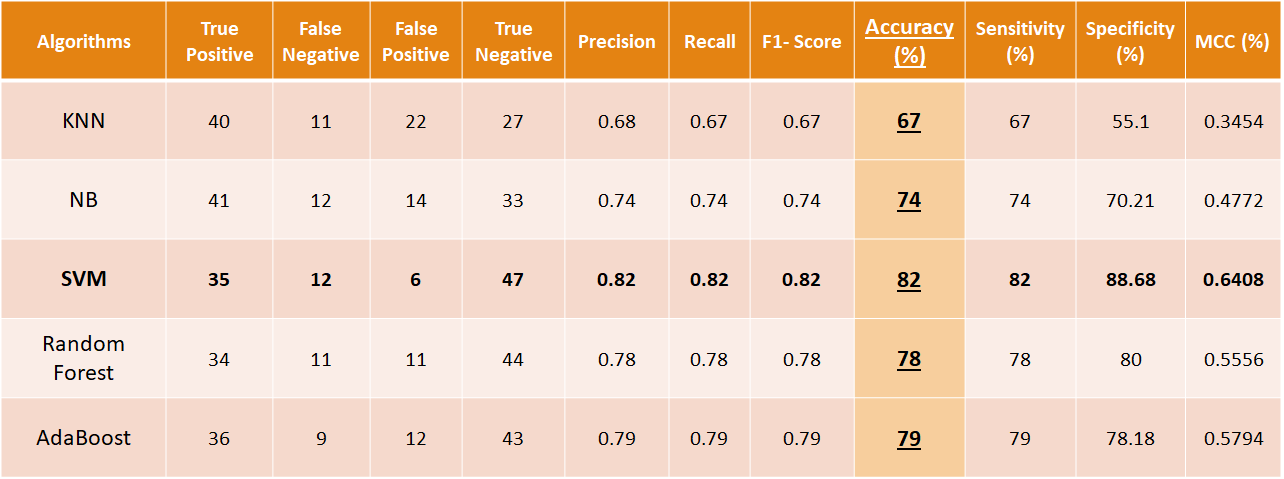 Algorithms True Positive False Negative False Positive True Negative Precision Recall F1- Score Accuracy (%) Sensitivity (%) Specificity (%) MCC (%)
KNN 40 11 22 27 0.68 0.67 0.67 67 67 55.1 0.3454
NB 41 12 14 33 0.74 0.74 0.74 74 74 70.21 0.4772
SVM 35 12 6 47 0.82 0.82 0.82 82 82 88.68 0.6408
Random Forest 34 11 11 44 0.78 0.78 0.78 78 78 80 0.5556
AdaBoost 36 9 12 43 0.79 0.79 0.79 79 79 78.18 0.5794